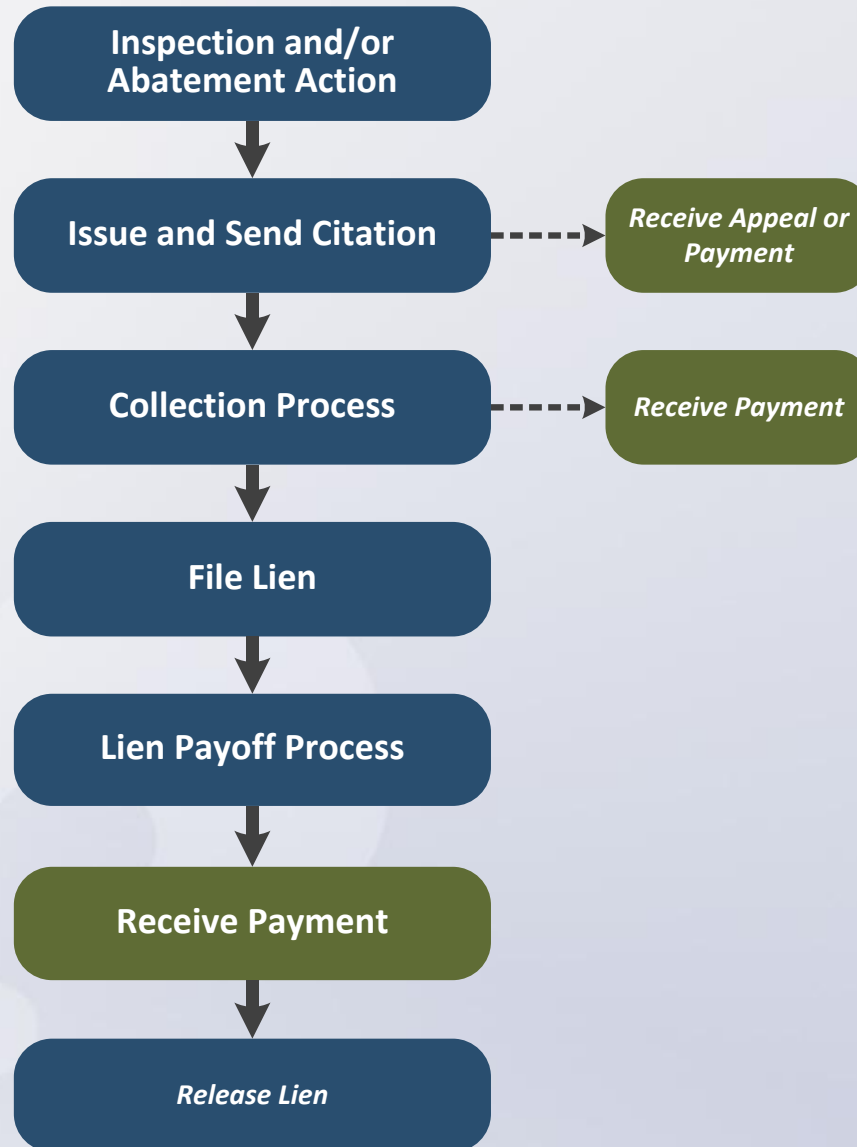 Inspection and/or
Abatement Action
Issue and Send Citation
Receive Appeal or
Payment
Collection Process
Receive Payment
File Lien
Lien Payoff Process
Receive Payment
Release Lien